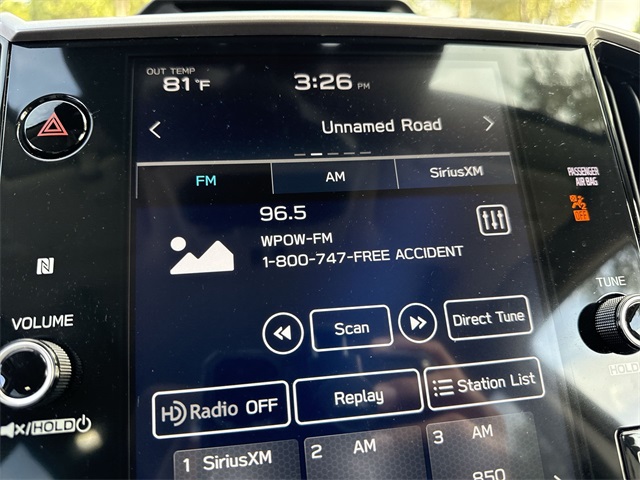 OUT TEMP
81°F
3:26 PM
Unnamed Road
FM
AM
SiriusXM
PASSENGER
AIR BAG
96.5
WPOW-FM
1-800-747-FREE ACCIDENT
N
VOLUME
TUNE
Scan
Direct Tune
HD Radio OFF
Replay
Station List
HOLD
HOLD
1 SiriusXM
2 AM
3 AM
850